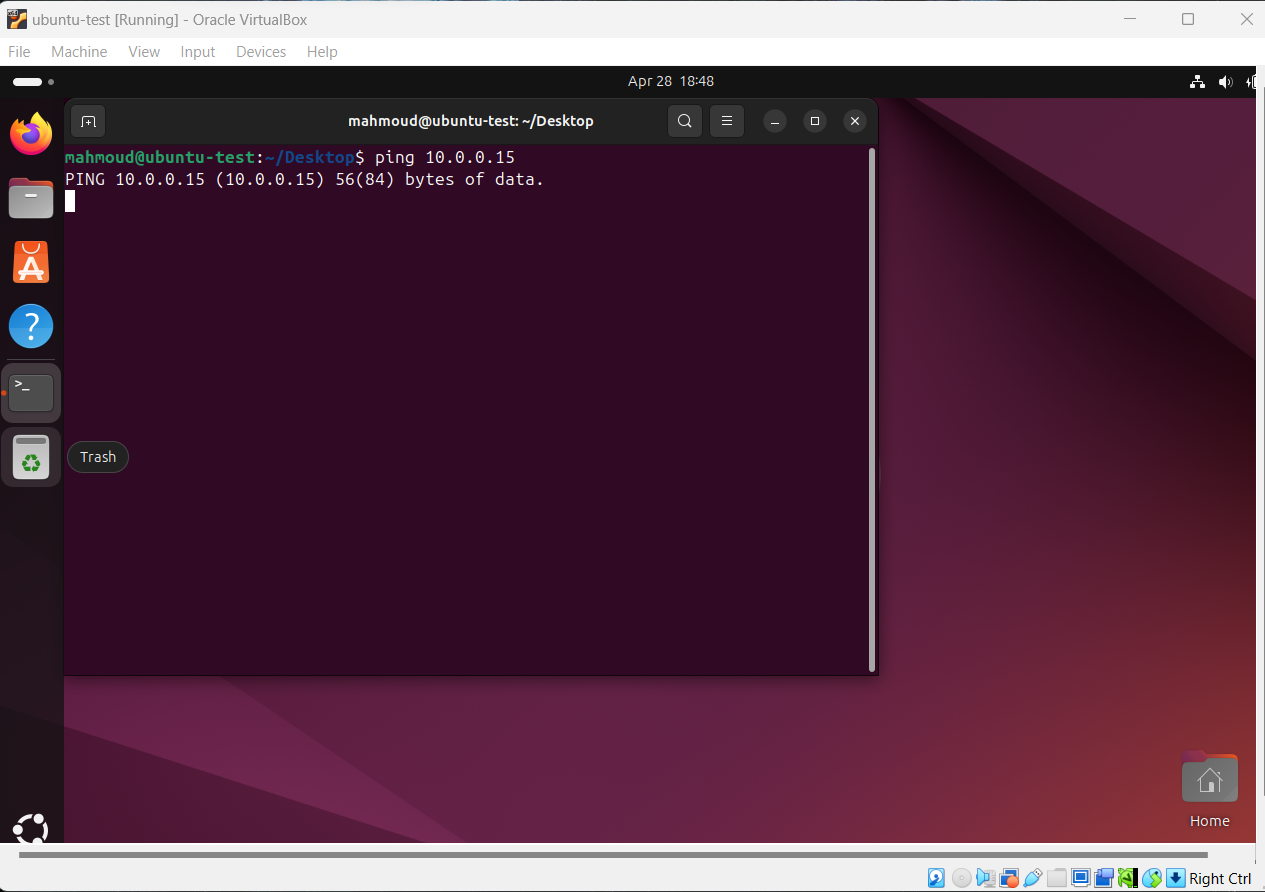 ubuntu-test [Running] - Oracle VirtualBox
File Machine View Input Devices Help
Apr 28 18:48
mahmoud@ubuntu-test: ~/Desktop
mahmoud@ubuntu-test:~/Desktop$ ping 10.0.0.15
PING 10.0.0.15 (10.0.0.15) 56(84) bytes of data.
>_
?
Trash
Home
Right Ctrl